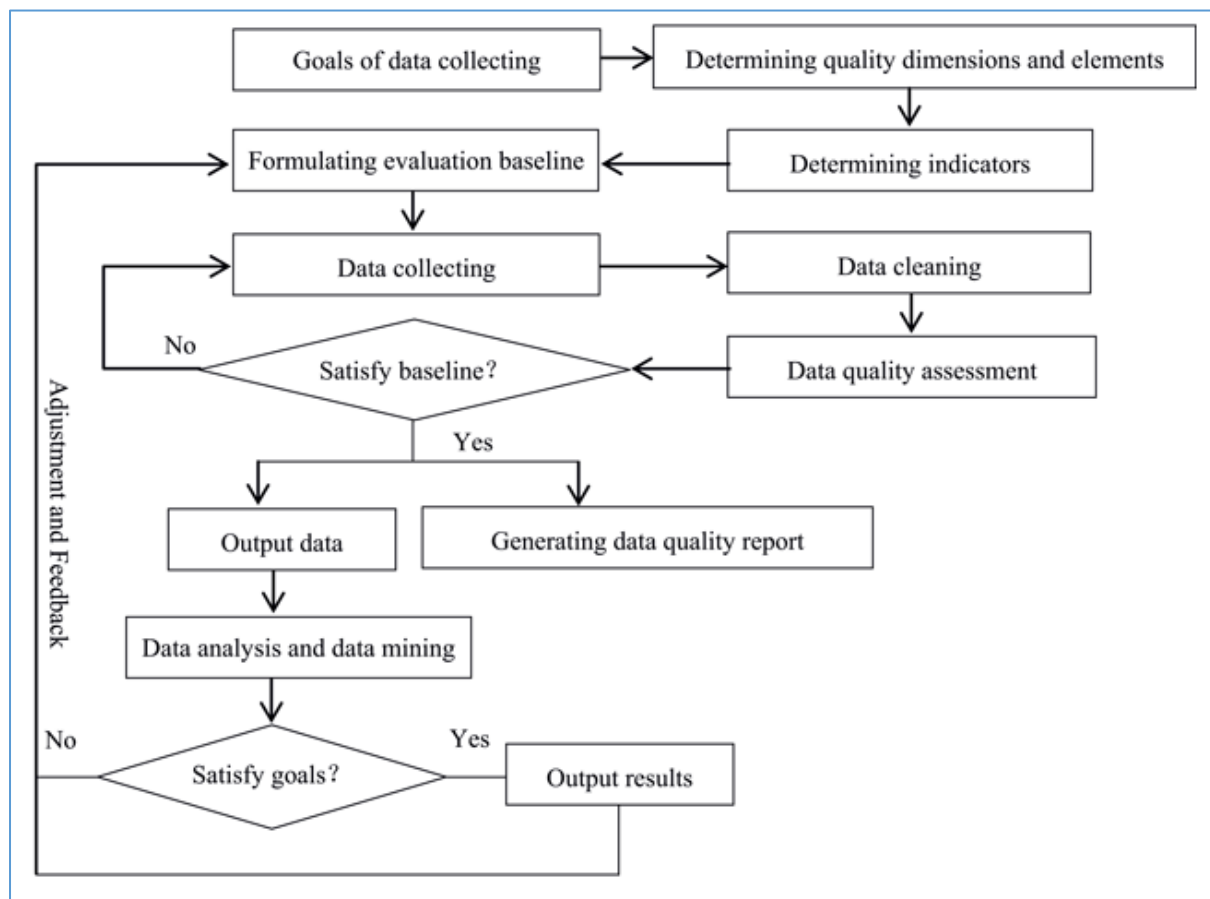 Goals of data collecting
Determining quality dimensions and elements
Formulating evaluation baseline
Determining indicators
Data collecting
Data cleaning
No
Satisfy baseline？
Data quality assessment
Adjustment and Feedback
Yes
Output data
Generating data quality report
Data analysis and data mining
No
Yes
Satisfy goals？
Output results